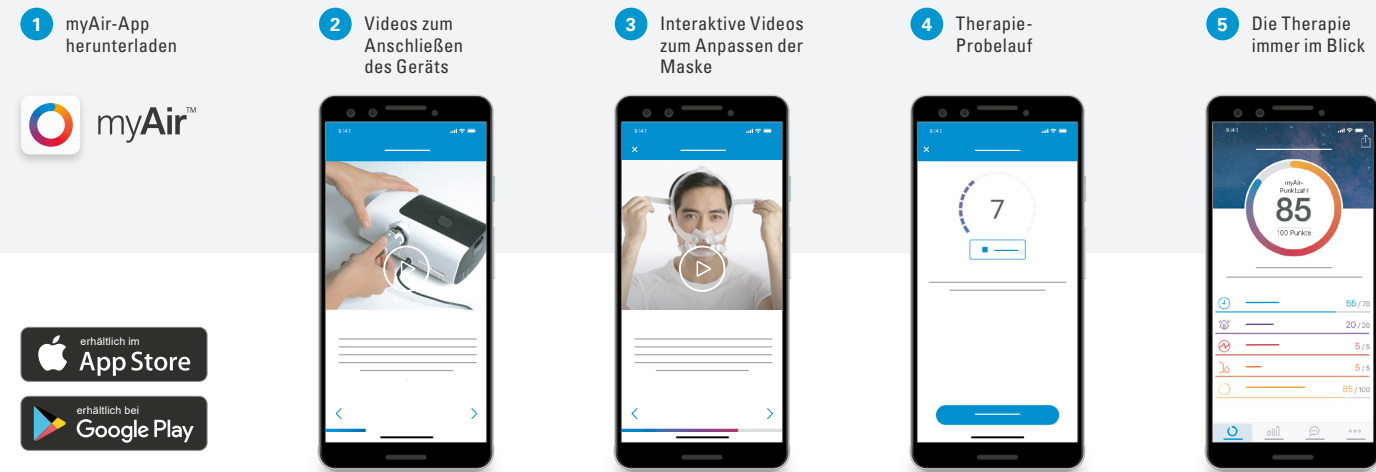 1
myAir-App
herunterladen
myAir™
erhältlich im
App Store
erhältlich bei
Google Play
2
Videos zum
Anschließen
des Geräts
9:41
3
Interaktive Videos
zum Anpassen der
Maske
9:41
4
Therapie-
Probelauf
9:41
7
5
Die Therapie
immer im Blick
9:41
myAir-
Punktzahl
85
100 Punkte
55/70
20/20
5/5
5/5
85/100